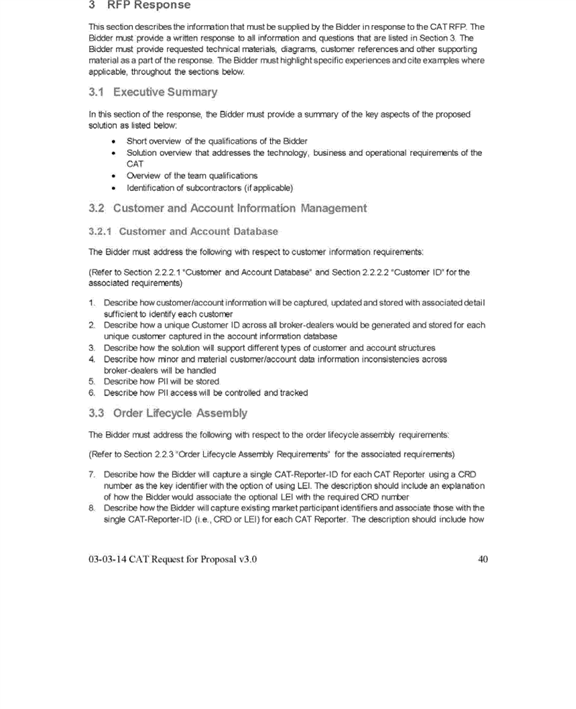 3 RFP Response
This section describes the information that must be supplied by the Bidder in response to the CAT RFP. The
Bidder must provide a written response to all information and questions that are listed in Section 3. The
Bidder must provide requested technical materials, diagrams, customer references and other supporting
material as a part of the response. The Bidder must highlight specific experiences and cite examples where
applicable, throughout the sections below.
3.1 Executive Summary
In this section of the response, the Bidder must provide a summary of the key aspects of the proposed
solution as listed below:
• Short overview of the qualifications of the Bidder
• Solution overview that addresses the technology, business and operational requirements of the
CAT
• Overview of the team qualifications
• Identification of subcontractors (if applicable)
3.2 Customer and Account Information Management
3.2.1 Customer and Account Database
The Bidder must address the following with respect to customer information requirements:
(Refer to Section 2.2.2.1 "Customer and Account Database" and Section 2.2.2.2 "Customer ID" for the
associated requirements)
1. Describe how customer/account information will be captured, updated and stored with associated detail
sufficient to identify each customer
2. Describe how a unique Customer ID across all broker-dealers would be generated and stored for each
unique customer captured in the account information database
3. Describe how the solution will support different types of customer and account structures
4. Describe how minor and material customer/account data information inconsistencies across
broker-dealers will be handled
5. Describe how PII will be stored
6. Describe how PII access will be controlled and tracked
3.3 Order Lifecycle Assembly
The Bidder must address the following with respect to the order lifecycle assembly requirements:
(Refer to Section 2.2.3 "Order Lifecycle Assembly Requirements" for the associated requirements)
7. Describe how the Bidder will capture a single CAT-Reporter-ID for each CAT Reporter using a CRD
number as the key identifier with the option of using LEI. The description should include an explanation
of how the Bidder would associate the optional LEI with the required CRD number
8. Describe how the Bidder will capture existing market participant identifiers and associate those with the
single CAT-Reporter-ID (i.e., CRD or LEI) for each CAT Reporter. The description should include how
03-03-14 CAT Request for Proposal v3.0 40